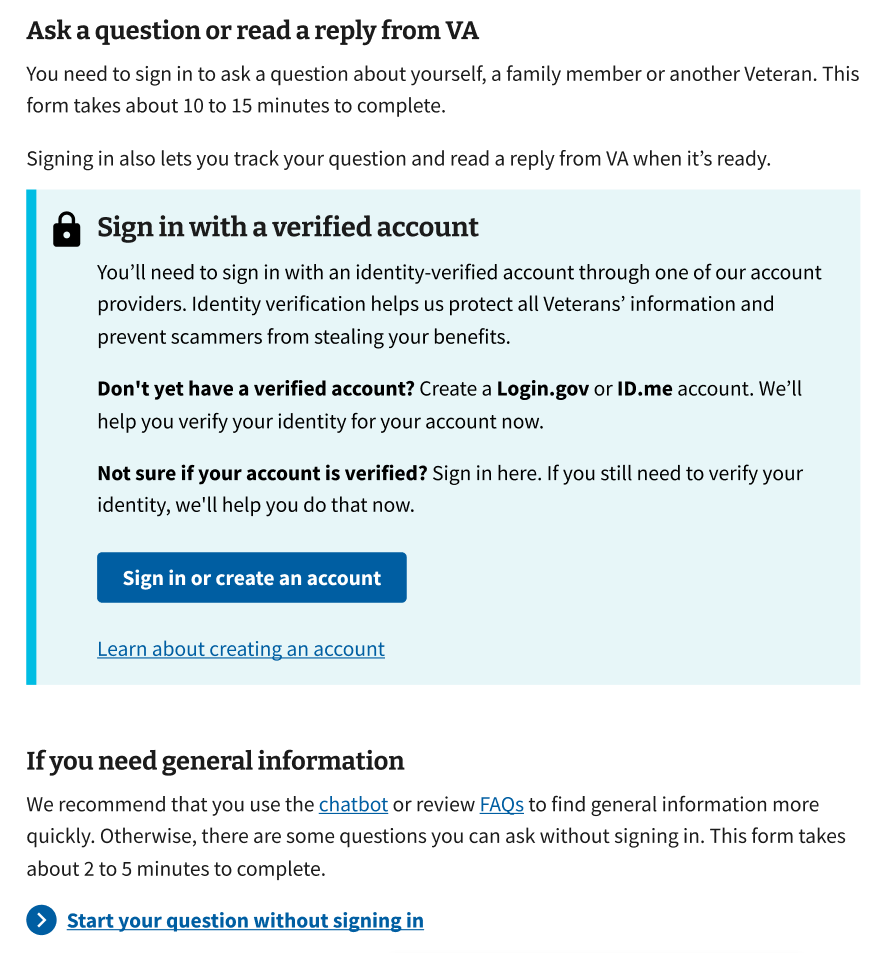 Ask a question or read a reply from VA
You need to sign in to ask a question about yourself, a family member or another Veteran. This
form takes about 10 to 15 minutes to complete.
Signing in also lets you track your question and read a reply from VA when it’s ready.
Sign in with a verified account
You’ll need to sign in with an identity-verified account through one of our account
providers. Identity verification helps us protect all Veterans’ information and
prevent scammers from stealing your benefits.
Don't yet have a verified account? Create a Login.gov or ID.me account. We’ll
help you verify your identity for your account now.
Not sure if your account is verified? Sign in here. If you still need to verify your
identity, we'll help you do that now.
Sign in or create an account
Learn about creating an account
If you need general information
We recommend that you use the chatbot or review FAQs to find general information more
quickly. Otherwise, there are some questions you can ask without signing in. This form takes
about 2 to 5 minutes to complete.
Start your question without signing in